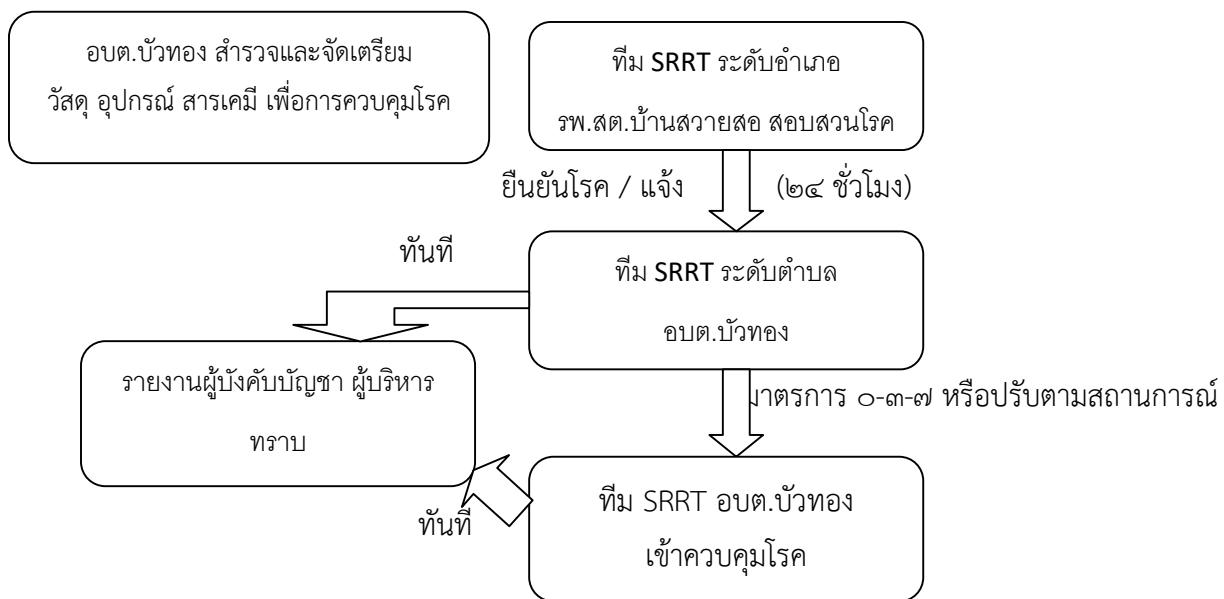 อบต.บัวทอง สำรวจและจัดเตรียม
วัสดุ อุปกรณ์ สารเคมี เพื่อการควบคุมโรค
ทีม SRRT ระดับอำเภอ
รพ.สต.บ้านสวายสอ สอบสวนโรค
ยืนยันโรค / แจ้ง (๒๔ ชั่วโมง)
ทันที
ทีม SRRT ระดับตำบล
อบต.บัวทอง
รายงานผู้บังคับบัญชา ผู้บริหาร
ทราบ
มาตรการ ๐-๓-๗ หรือปรับตามสถานการณ์
ทันที
ทีม SRRT อบต.บัวทอง
เข้าควบคุมโรค